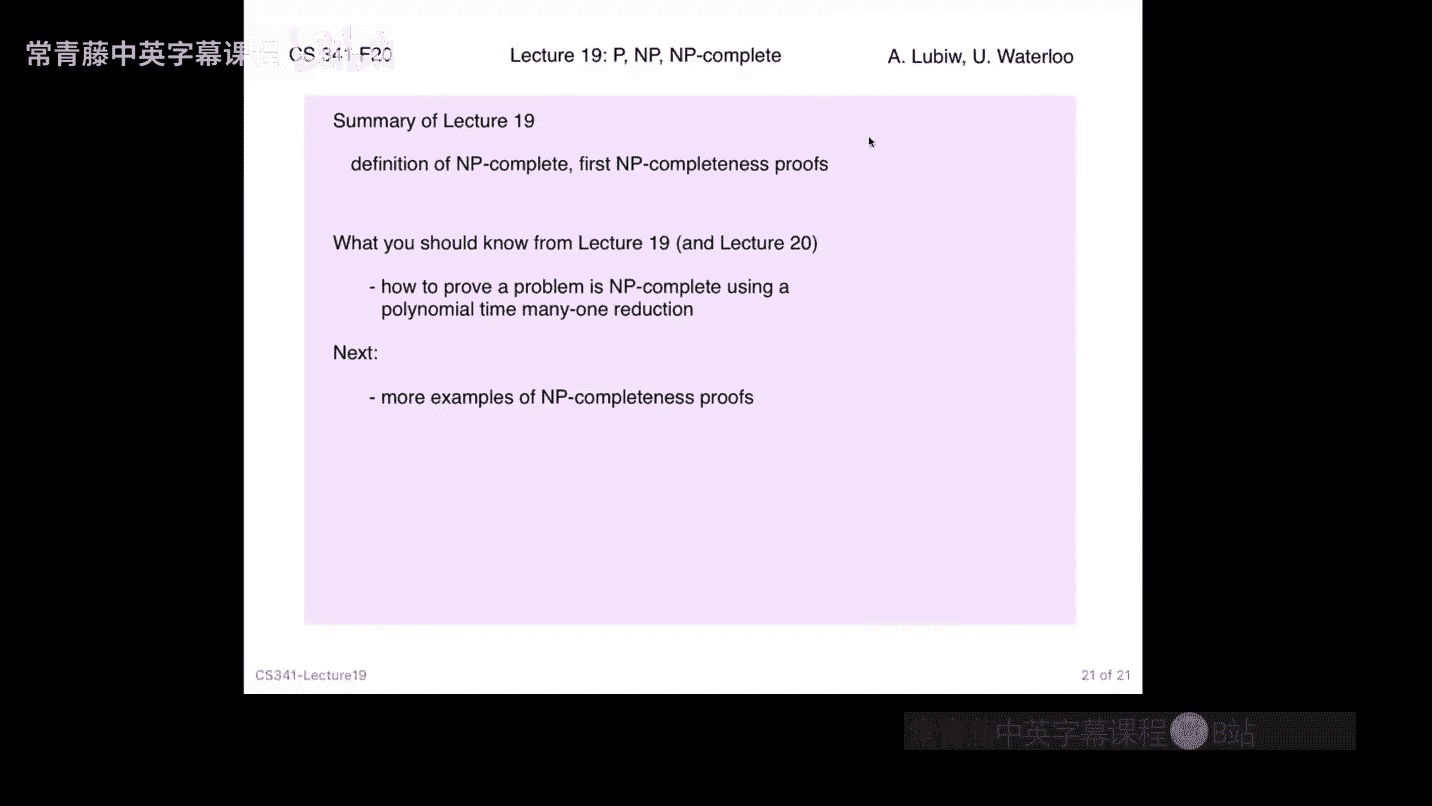 常青藤中英字幕课程
CS 341 F20
Lecture 19: P, NP, NP-complete
A. Lubiw, U. Waterloo
Summary of Lecture 19
definition of NP-complete, first NP-completeness proofs
What you should know from Lecture 19 (and Lecture 20)
- how to prove a problem is NP-complete using a
polynomial time many-one reduction
Next:
- more examples of NP-completeness proofs
CS341-Lecture19
21 of 21
中英字幕课程
B站